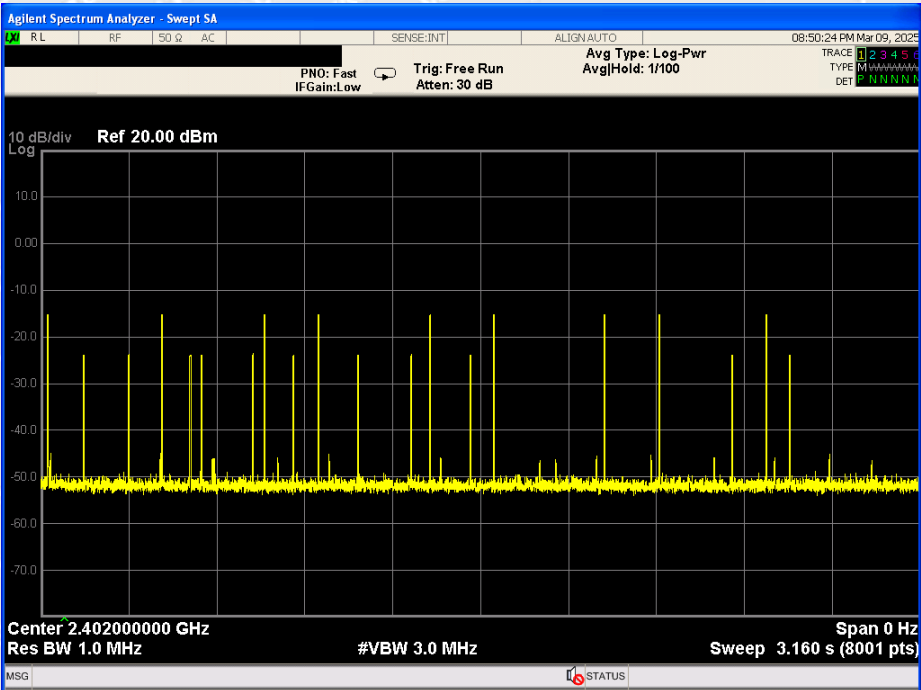 Agilent Spectrum Analyzer - Swept SA
LXI RL RF 50 Ω AC SENSE:INT ALIGN AUTO 08:50:24 PM Mar 09, 2025
Avg Type: Log-Pwr TRACE 1 2 3 4 5 6
PNO: Fast Trig: Free Run Avg|Hold: 1/100 TYPE M
IFGain:Low Atten: 30 dB DET P N N N N N
10 dB/div Ref 20.00 dBm
Log
10.0
0.00
-10.0
-20.0
-30.0
-40.0
-50.0
-60.0
-70.0
Center 2.402000000 GHz Span 0 Hz
Res BW 1.0 MHz #VBW 3.0 MHz Sweep 3.160 s (8001 pts)
MSG STATUS